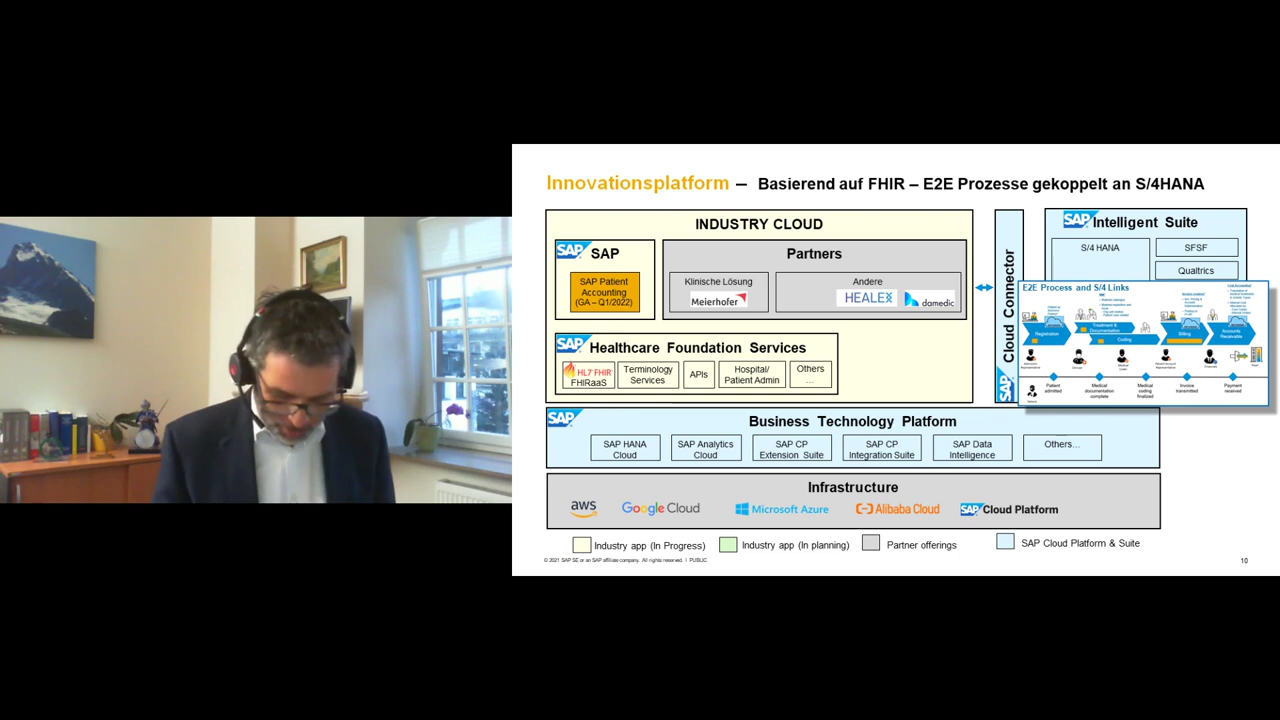 Innovationsplatform – Basierend auf FHIR – E2E Prozesse gekoppelt an S/4HANA
INDUSTRY CLOUD
SAP SAP
SAP Patient
Accounting
(GA – Q1/2022)
Partners
Klinische Lösung
Meierhofer
Andere
HEALEX
damedic
SAP Healthcare Foundation Services
HL7 FHIR
FHIRaaS
Terminology
Services
APIs
Hospital/
Patient Admin
Others
...
SAP Cloud Connector
SAP Intelligent Suite
S/4 HANA
SFSF
Qualtrics
E2E Process and S/4 Links
Registration
Treatment &
Documentation
Coding
Billing
Accounts
Receivable
Patient
admitted
Medical
documentation
complete
Medical
coding
finalized
Invoice
transmitted
Payment
received
SAP Business Technology Platform
SAP HANA
Cloud
SAP Analytics
Cloud
SAP CP
Extension Suite
SAP CP
Integration Suite
SAP Data
Intelligence
Others...
Infrastructure
aws
Google Cloud
Microsoft Azure
Alibaba Cloud
SAP Cloud Platform
Industry app (In Progress)
Industry app (In planning)
Partner offerings
SAP Cloud Platform & Suite
© 2021 SAP SE or an SAP affiliate company. All rights reserved. I PUBLIC
10